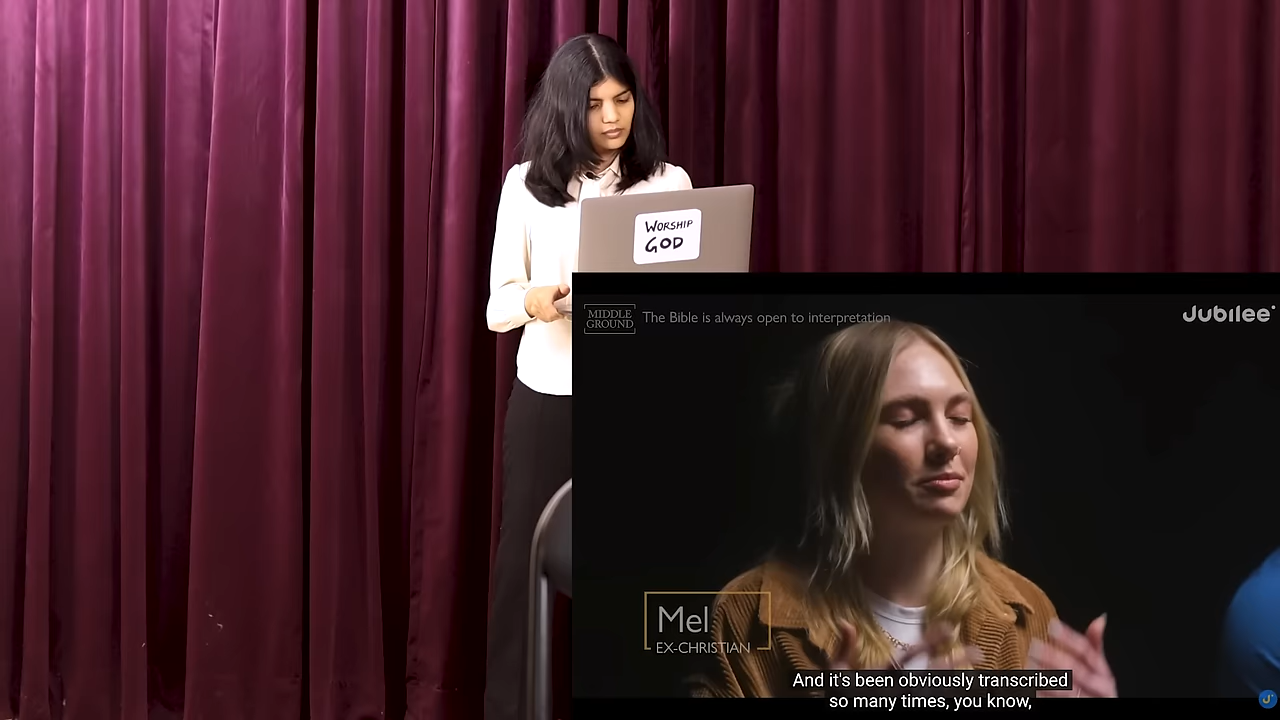 WORSHIP
GOD
MIDDLE
GROUND
The Bible is always open to interpretation
Jubilee
Mel
EX-CHRISTIAN
And it's been obviously transcribed
so many times, you know,